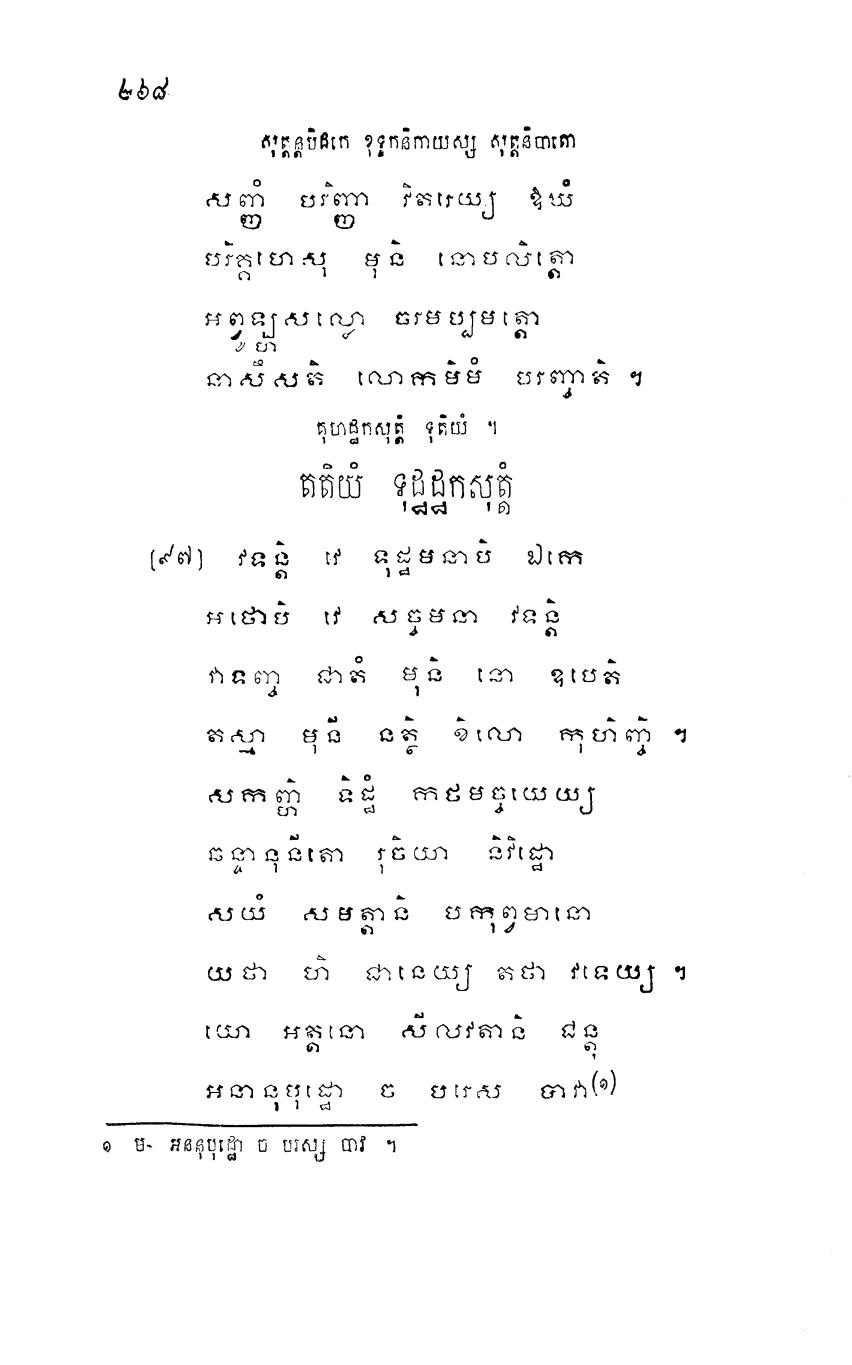 ២៦៨
សុត្តន្តបិដកេ ខុទ្ទកនិកាយស្ស សុត្តនិបាតោ
សញ្ញំ បរិញ្ញា វិតរេយ្យ ឱឃំ
បរិគ្គហេសុ មុនិ នោបលិត្តោ
អព្វូឡ្ហសល្លោ ចរមប្បមត្តោ
នាសឹសតិ លោកមិមំ បរញ្ចាតិ ។
គុហដ្ឋកសុត្តំ ទុតិយំ ។
តតិយំ ទុដ្ឋដ្ឋកសុត្តំ
(៩៧) វទន្តិ វេ ទុដ្ឋមនាបិ ឯកេ
អថោបិ វេ សច្ចមនា វទន្តិ
វាទញ្ច ជាតំ មុនិ នោ ឧបេតិ
តស្មា មុនី នត្ថិ ខិលោ កុហិញ្ចិ ។
សកញ្ហិ ទិដ្ឋំ កថមច្ចយេយ្យ
ឆន្ទានុនីតោ រុចិយា និវិដ្ឋោ
សយំ សមត្តានិ បកុព្វមានោ
យថា ហិ ជានេយ្យ តថា វទេយ្យ ។
យោ អត្តនោ សីលវតានិ ជន្តុ
អនានុបុដ្ឋោ ច បរេស បាវា(១)
១ ម- អននុបុដ្ឋោ ច បរស្ស បាវ ។